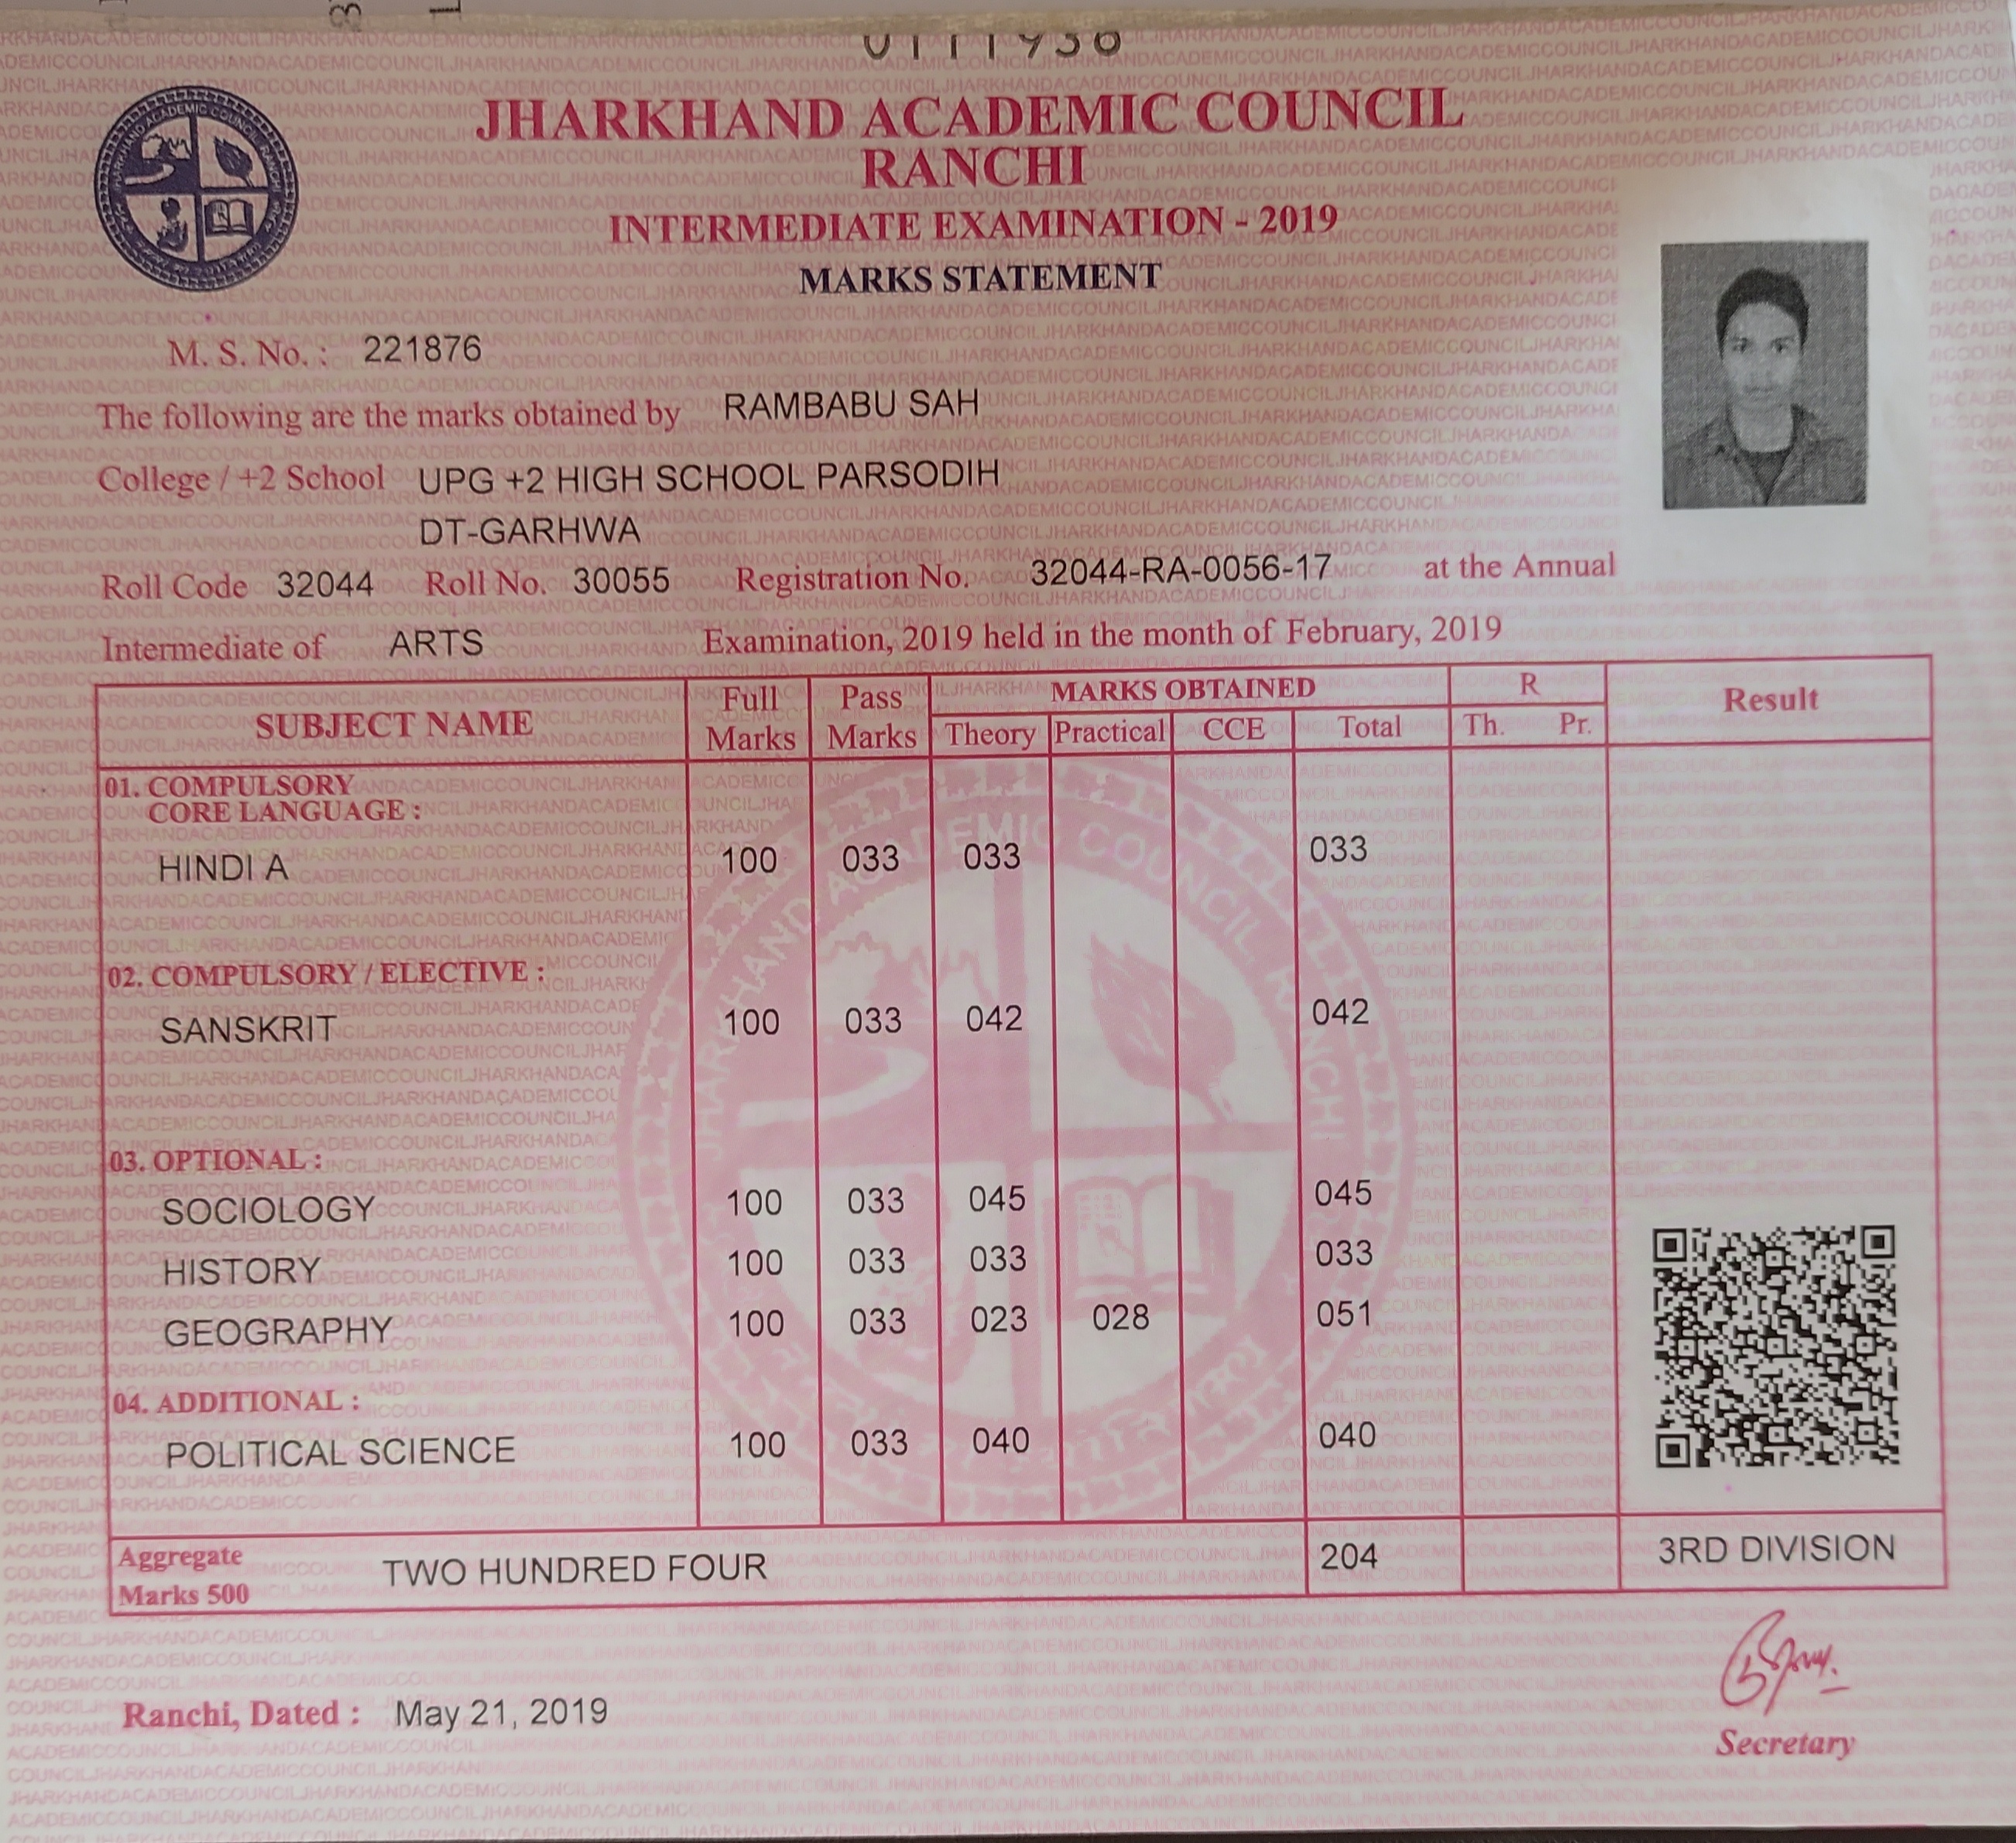 JHARKHAND ACADEMIC COUNCIL
RANCHI
INTERMEDIATE EXAMINATION - 2019
MARKS STATEMENT
M. S. No. : 221876
The following are the marks obtained by RAMBABU SAH
College / +2 School UPG +2 HIGH SCHOOL PARSODIH
DT-GARHWA
Roll Code 32044 Roll No. 30055 Registration No. 32044-RA-0056-17 at the Annual
Intermediate of ARTS Examination, 2019 held in the month of February, 2019
SUBJECT NAME Full Marks Pass Marks MARKS OBTAINED R Result
Theory Practical CCE Total Th. Pr.
01. COMPULSORY
CORE LANGUAGE :
HINDI A 100 033 033 033
02. COMPULSORY / ELECTIVE :
SANSKRIT 100 033 042 042
03. OPTIONAL :
SOCIOLOGY 100 033 045 045
HISTORY 100 033 033 033
GEOGRAPHY 100 033 023 028 051
04. ADDITIONAL :
POLITICAL SCIENCE 100 033 040 040
Aggregate
Marks 500 TWO HUNDRED FOUR 204 3RD DIVISION
Ranchi, Dated : May 21, 2019
Secretary